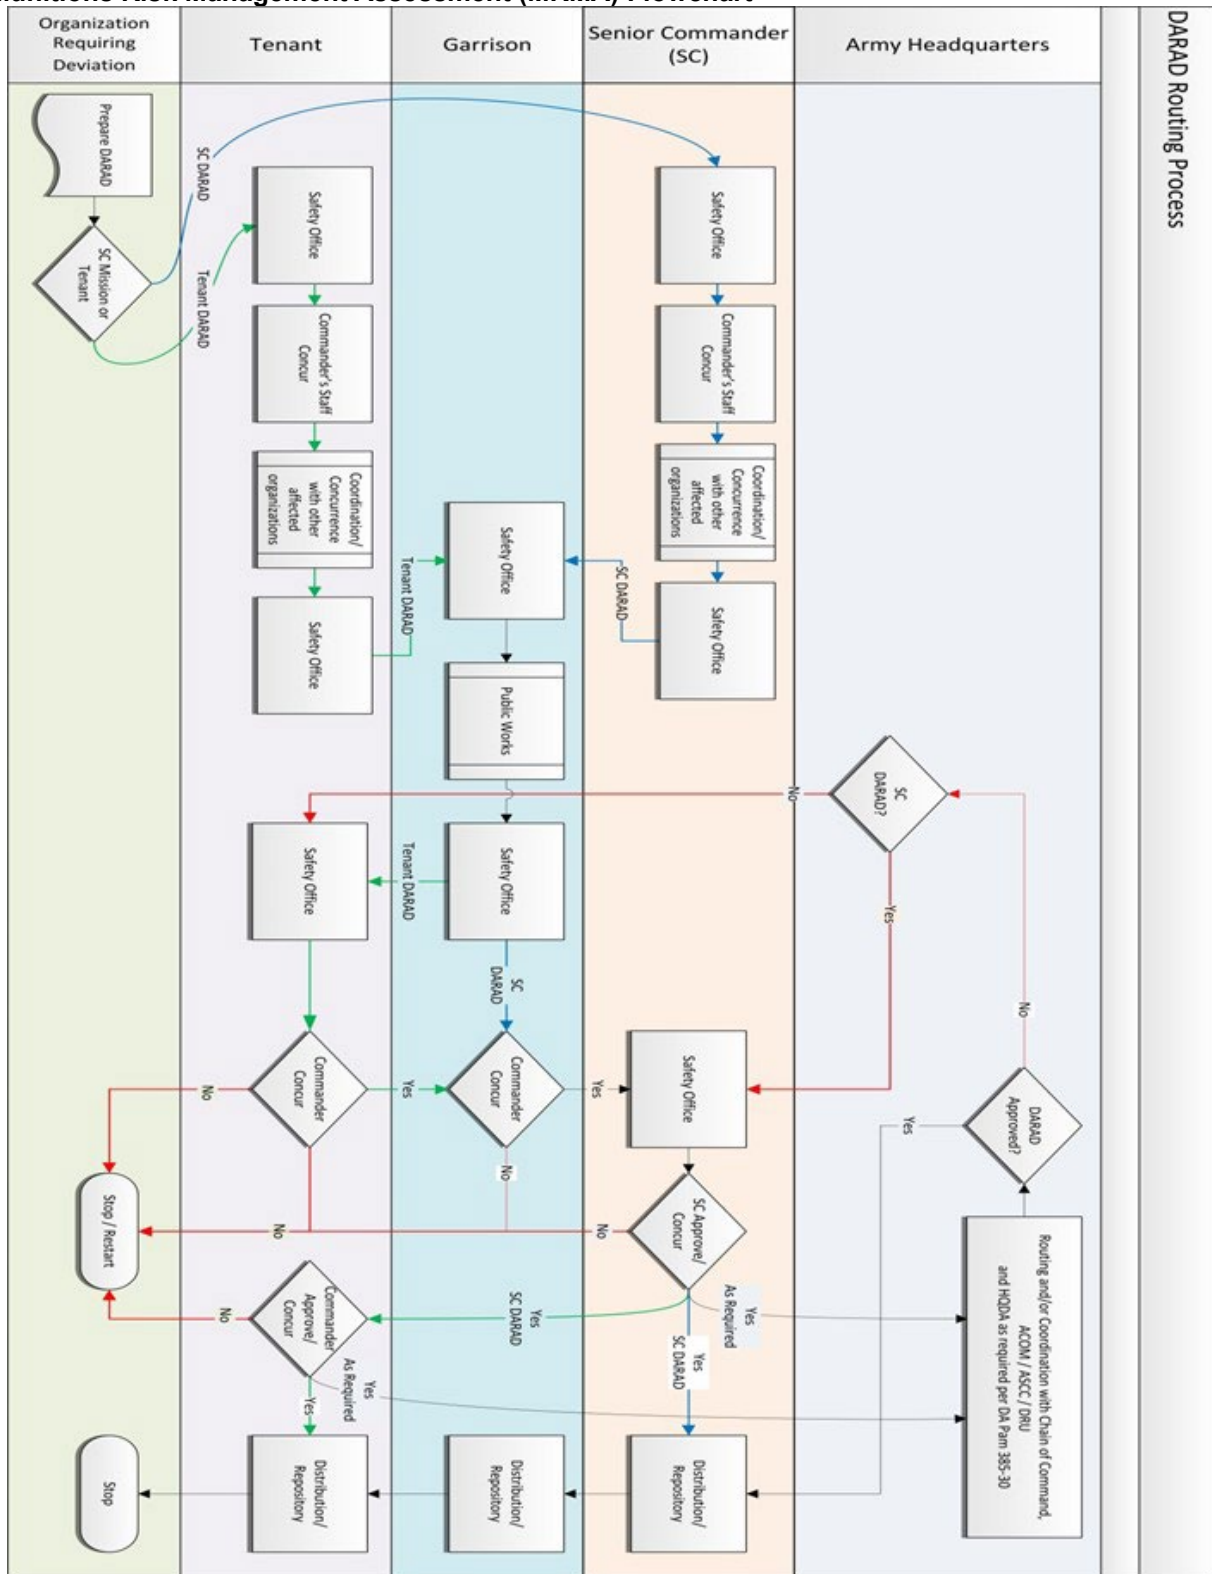 Munitions Risk Management Assessment (MRMA) Flowchart
DARAD Routing Process
Organization
Requiring
Deviation
Tenant
Garrison
Senior Commander
(SC)
Army Headquarters
Prepare DARAD
SC Mission or
Tenant
SC DARAD
Tenant DARAD
Safety Office
Commander's Staff
Concur
Coordination/
Concurrence
with other
affected
organizations
Safety Office
Tenant DARAD
Safety Office
Commander's Staff
Concur
Coordination/
Concurrence
with other
affected
organizations
Safety Office
SC DARAD
Safety Office
Public Works
Safety Office
Tenant DARAD
SC
DARAD
Safety Office
Commander
Concur
Yes
No
Commander
Concur
Yes
No
No
Safety Office
SC Approve/
Concur
No
Yes
As Required
Yes
SC DARAD
Yes
SC DARAD
Commander
Approve/
Concur
No
Yes
Yes
As Required
Stop / Restart
Routing and/or Coordination with Chain of Command,
ACOM / ASCC / DRU
and HQDA as required per DA Pam 385-30
DARAD
Approved?
Yes
No
SC
DARAD?
Yes
No
Distribution/
Repository
Distribution/
Repository
Distribution/
Repository
Stop